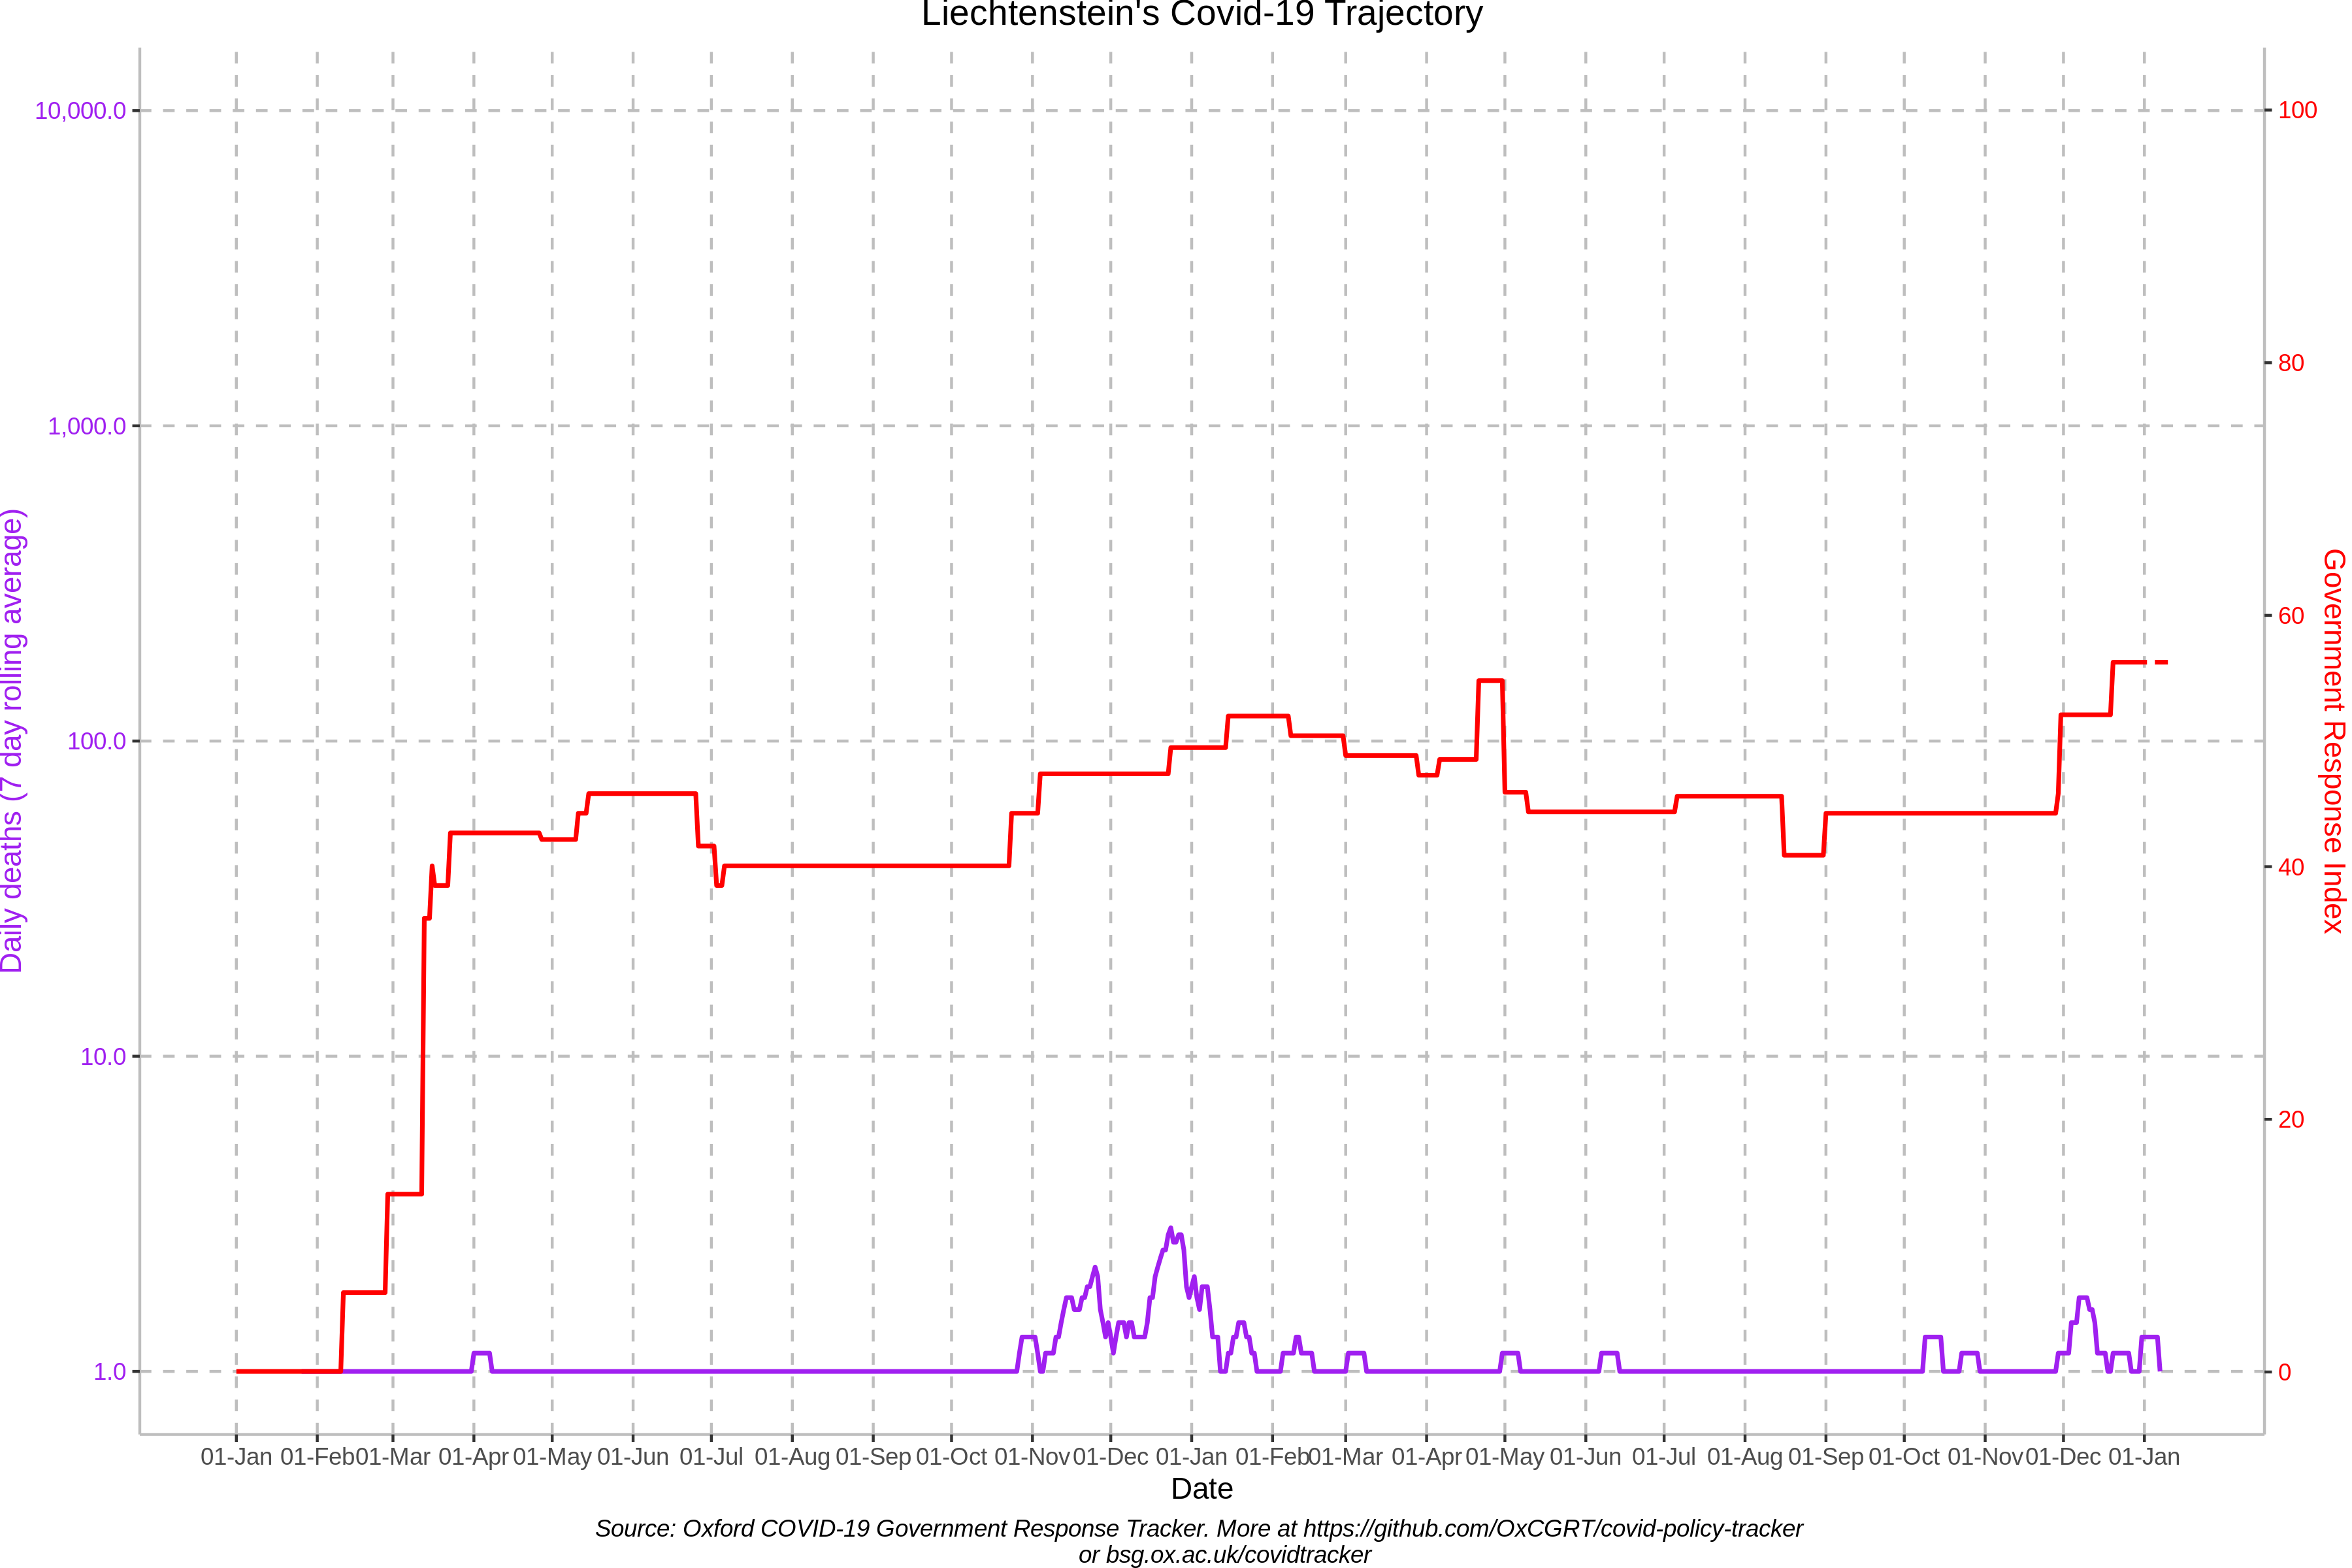 Liechtenstein's Covid-19 Trajectory
10,000.0
1,000.0
100.0
10.0
1.0
Daily deaths (7 day rolling average)
100
80
60
40
20
0
Government Response Index
01-Jan 01-Feb 01-Mar 01-Apr 01-May 01-Jun 01-Jul 01-Aug 01-Sep 01-Oct 01-Nov 01-Dec 01-Jan 01-Feb 01-Mar 01-Apr 01-May 01-Jun 01-Jul 01-Aug 01-Sep 01-Oct 01-Nov 01-Dec 01-Jan
Date
Source: Oxford COVID-19 Government Response Tracker. More at https://github.com/OxCGRT/covid-policy-tracker
or bsg.ox.ac.uk/covidtracker